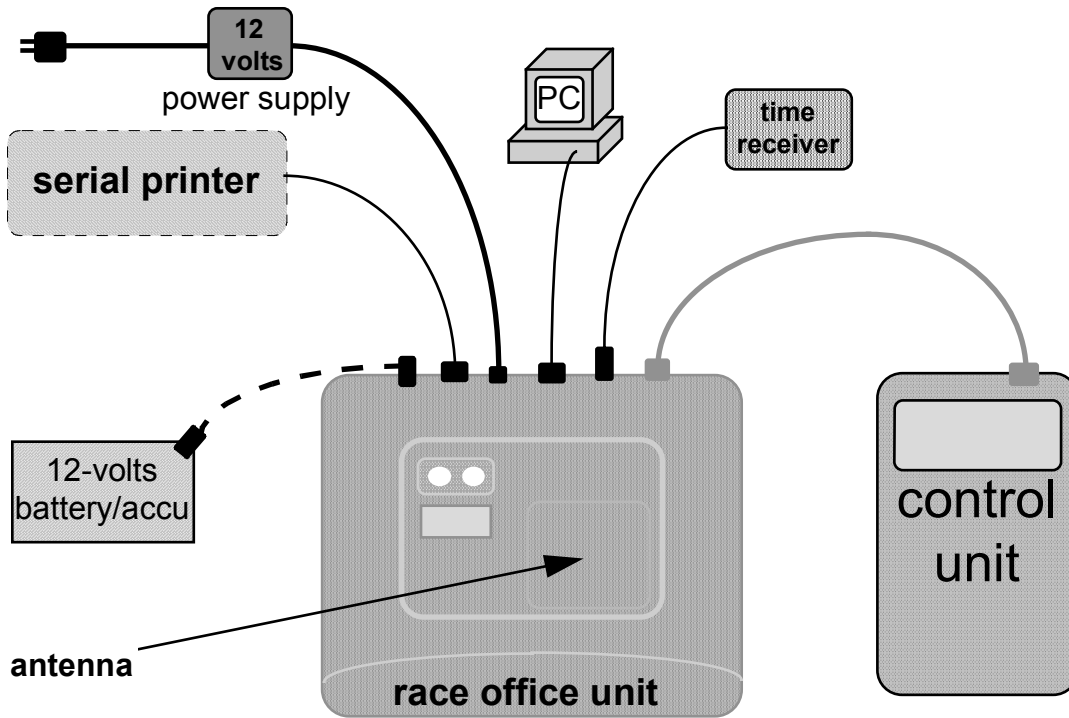 12
volts
power supply
PC
time
receiver
serial printer
12-volts
battery/accu
control
unit
antenna
race office unit